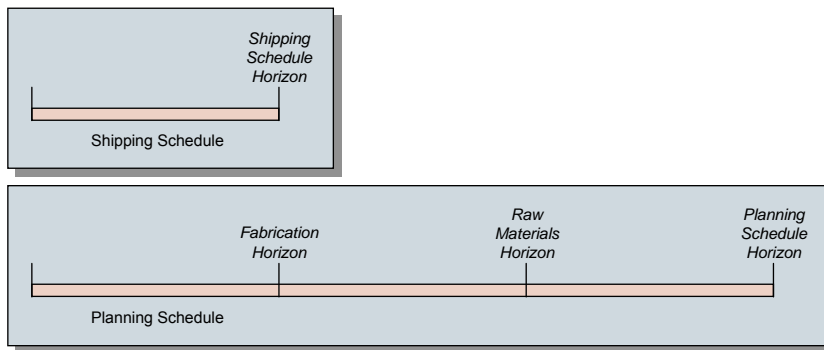 Shipping
Schedule
Horizon
Shipping Schedule
Fabrication
Horizon
Raw
Materials
Horizon
Planning
Schedule
Horizon
Planning Schedule